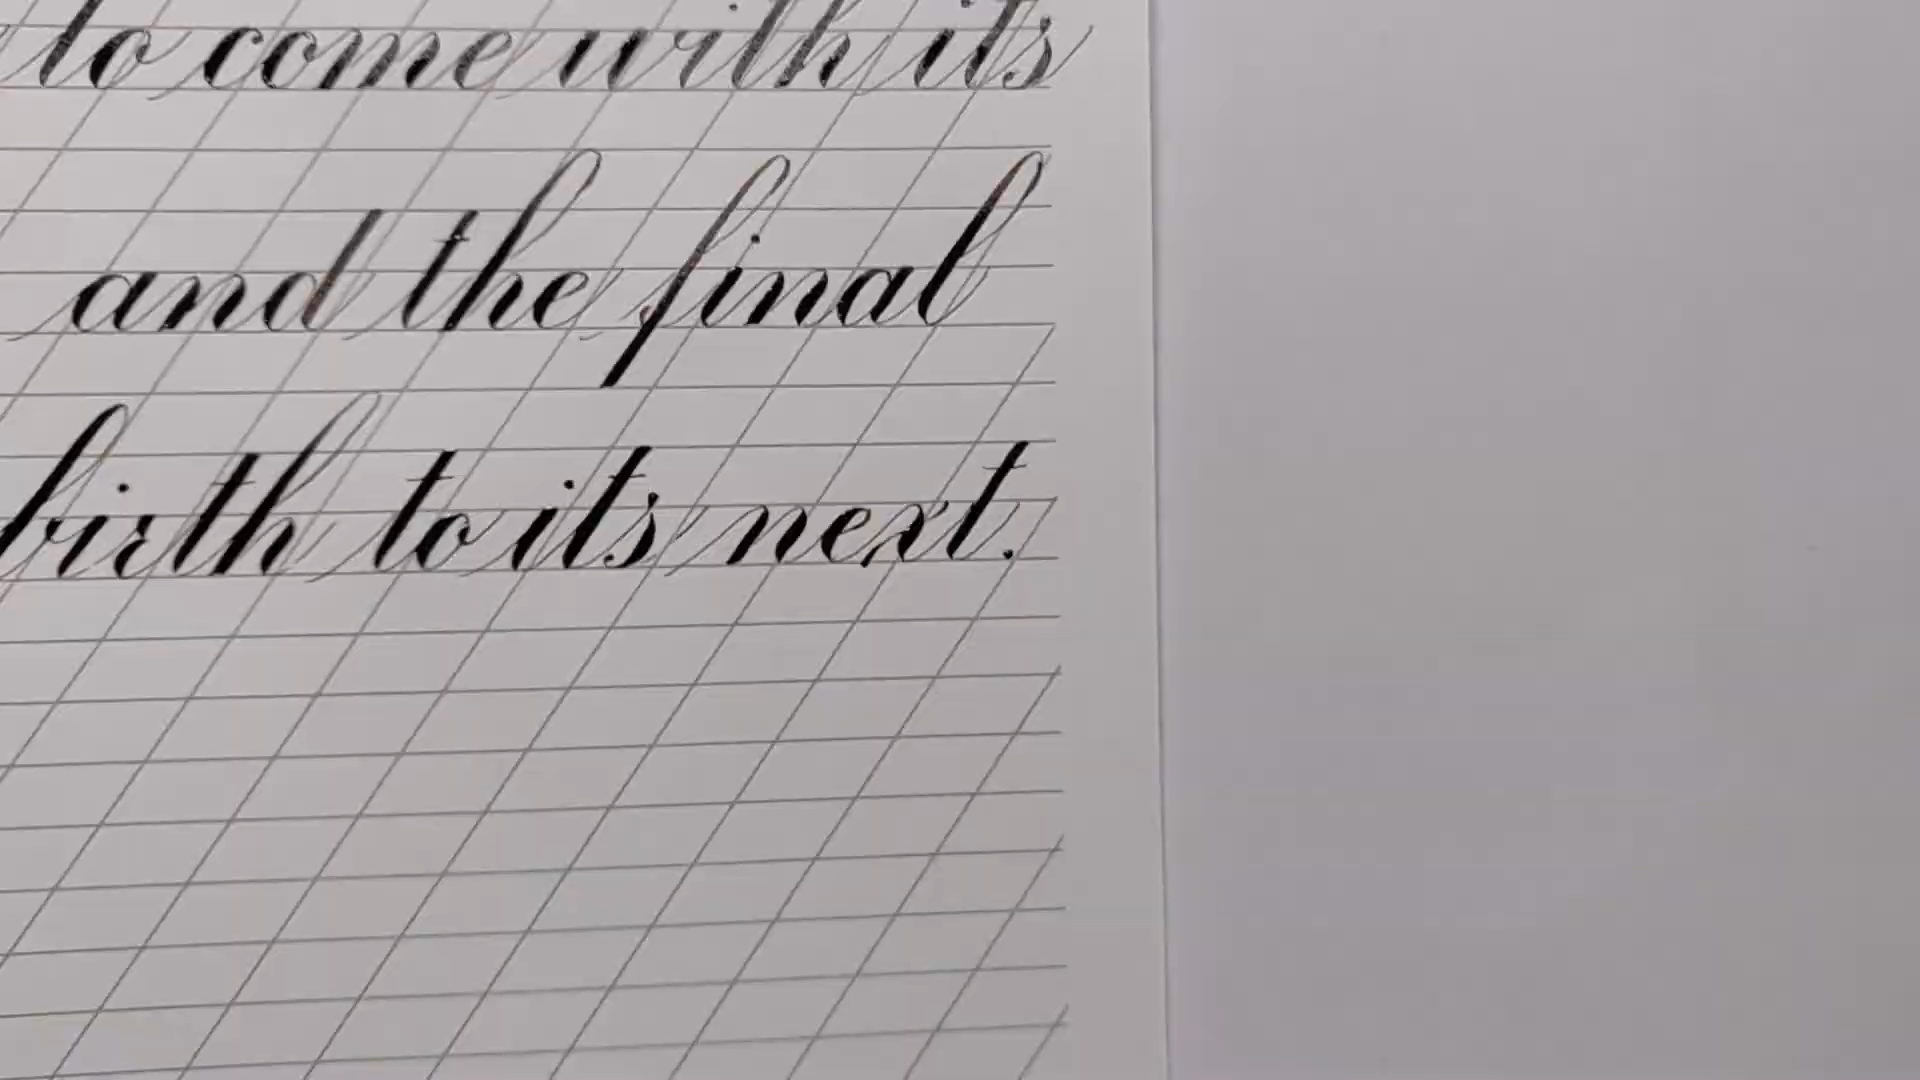 to come with its
and the final
birth to its next.